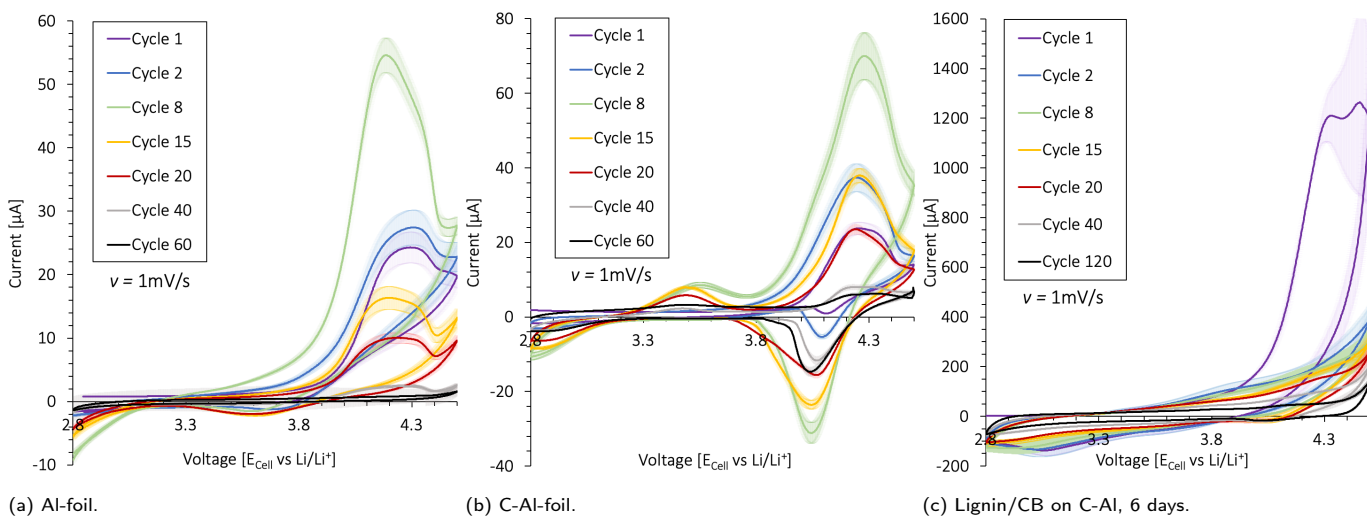 60
50
40
30
20
10
0
-10
Current [µA]
Cycle 1
Cycle 2
Cycle 8
Cycle 15
Cycle 20
Cycle 40
Cycle 60
v = 1mV/s
2.8
3.3
3.8
4.3
Voltage [ECell vs Li/Li+]
(a) Al-foil.
80
60
40
20
0
-20
-40
Current [µA]
Cycle 1
Cycle 2
Cycle 8
Cycle 15
Cycle 20
Cycle 40
Cycle 60
v = 1mV/s
2.8
3.3
3.8
4.3
Voltage [ECell vs Li/Li+]
(b) C-Al-foil.
1600
1400
1200
1000
800
600
400
200
0
-200
Current [µA]
Cycle 1
Cycle 2
Cycle 8
Cycle 15
Cycle 20
Cycle 40
Cycle 120
v = 1mV/s
2.8
3.3
3.8
4.3
Voltage [ECell vs Li/Li+]
(c) Lignin/CB on C-Al, 6 days.